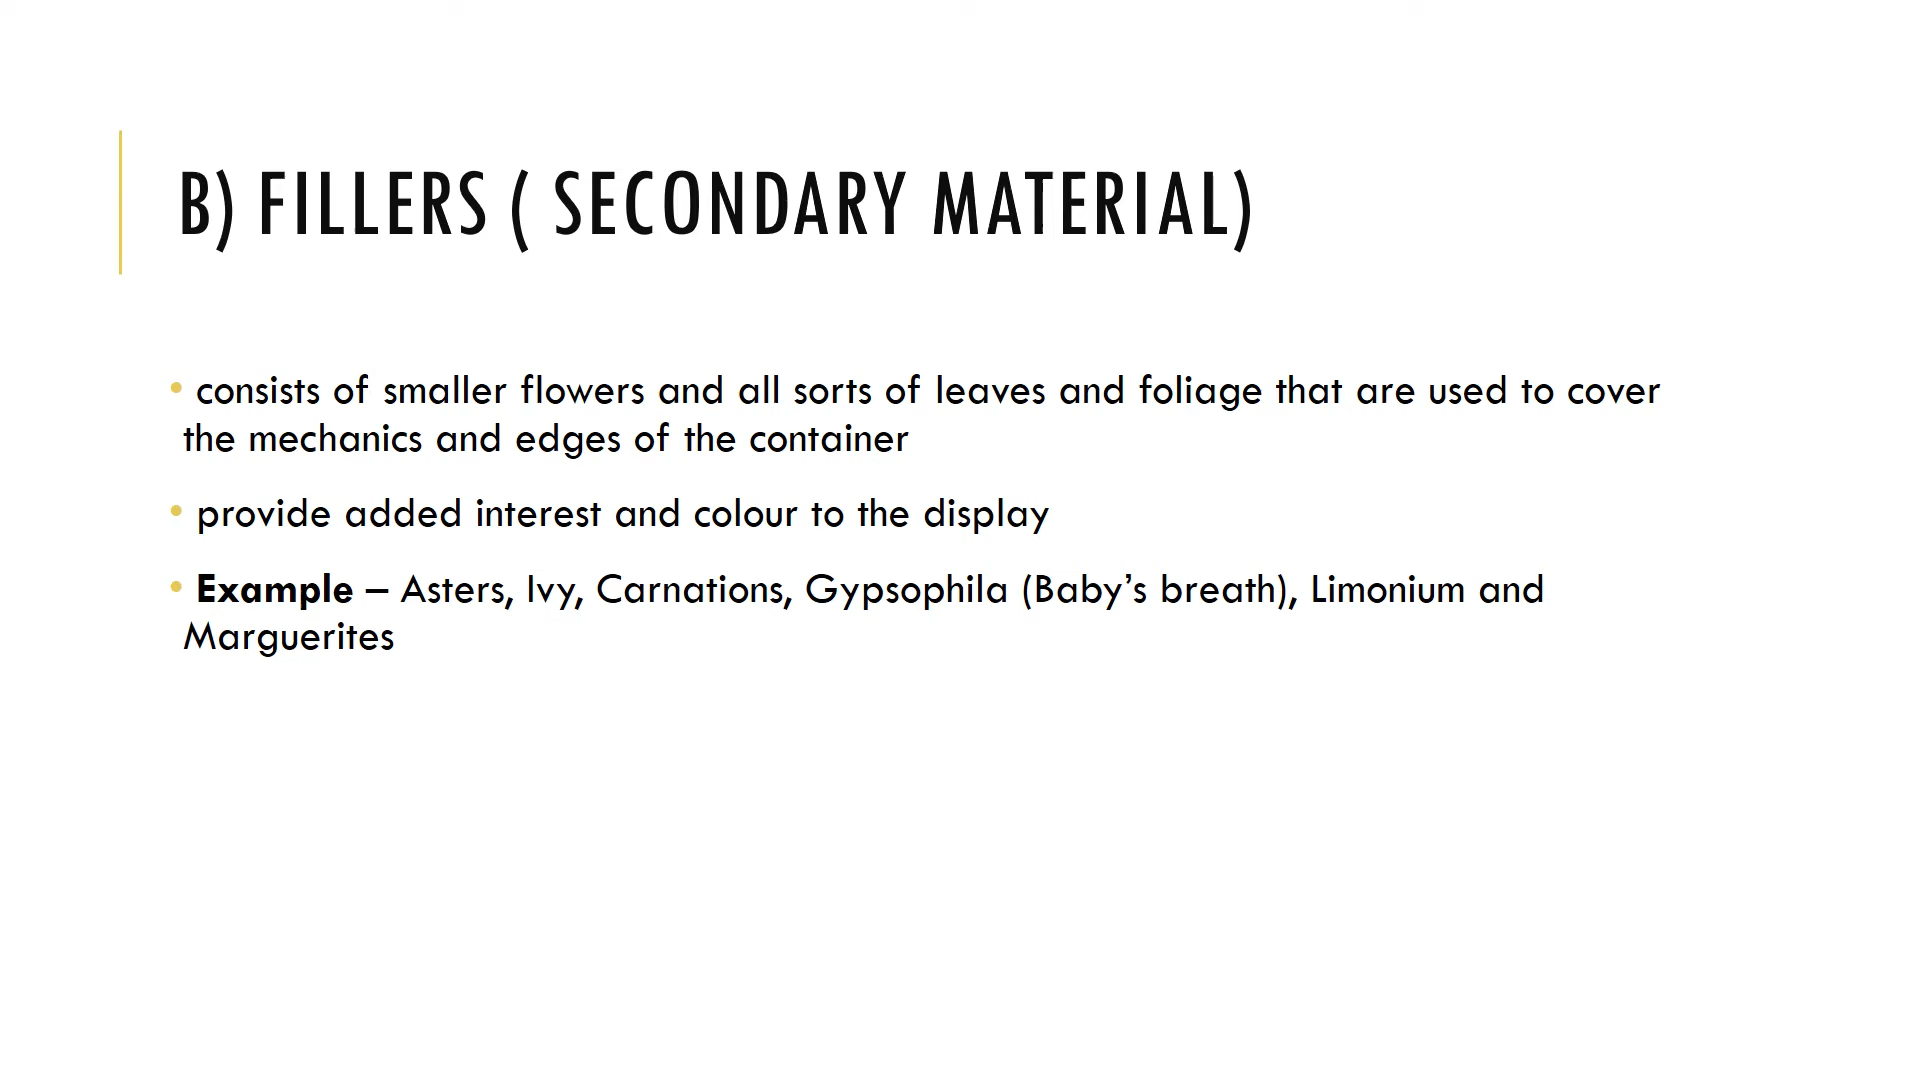 B) FILLERS ( SECONDARY MATERIAL)
• consists of smaller flowers and all sorts of leaves and foliage that are used to cover
the mechanics and edges of the container
• provide added interest and colour to the display
• Example – Asters, Ivy, Carnations, Gypsophila (Baby’s breath), Limonium and
Marguerites